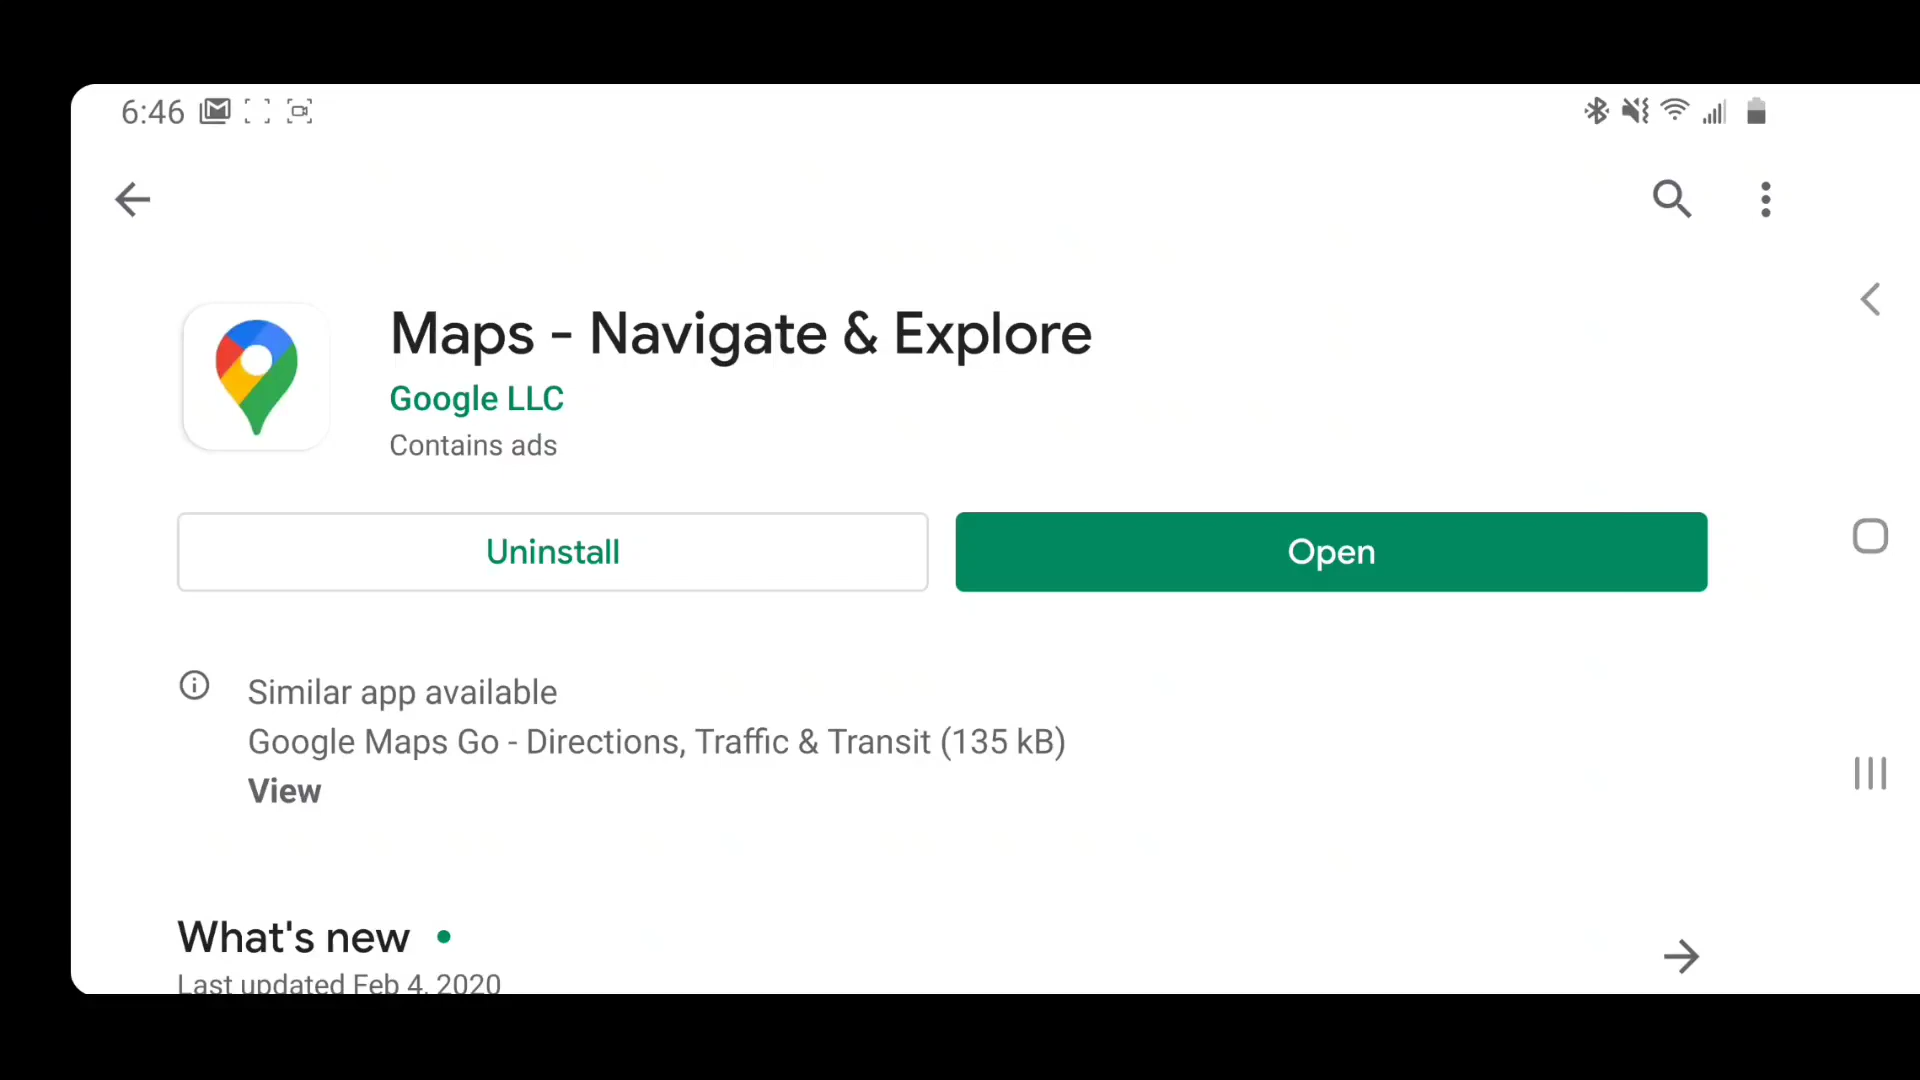 6:46
Maps - Navigate & Explore
Google LLC
Contains ads
Uninstall
Open
Similar app available
Google Maps Go - Directions, Traffic & Transit (135 kB)
View
What's new
Last updated Feb 4, 2020